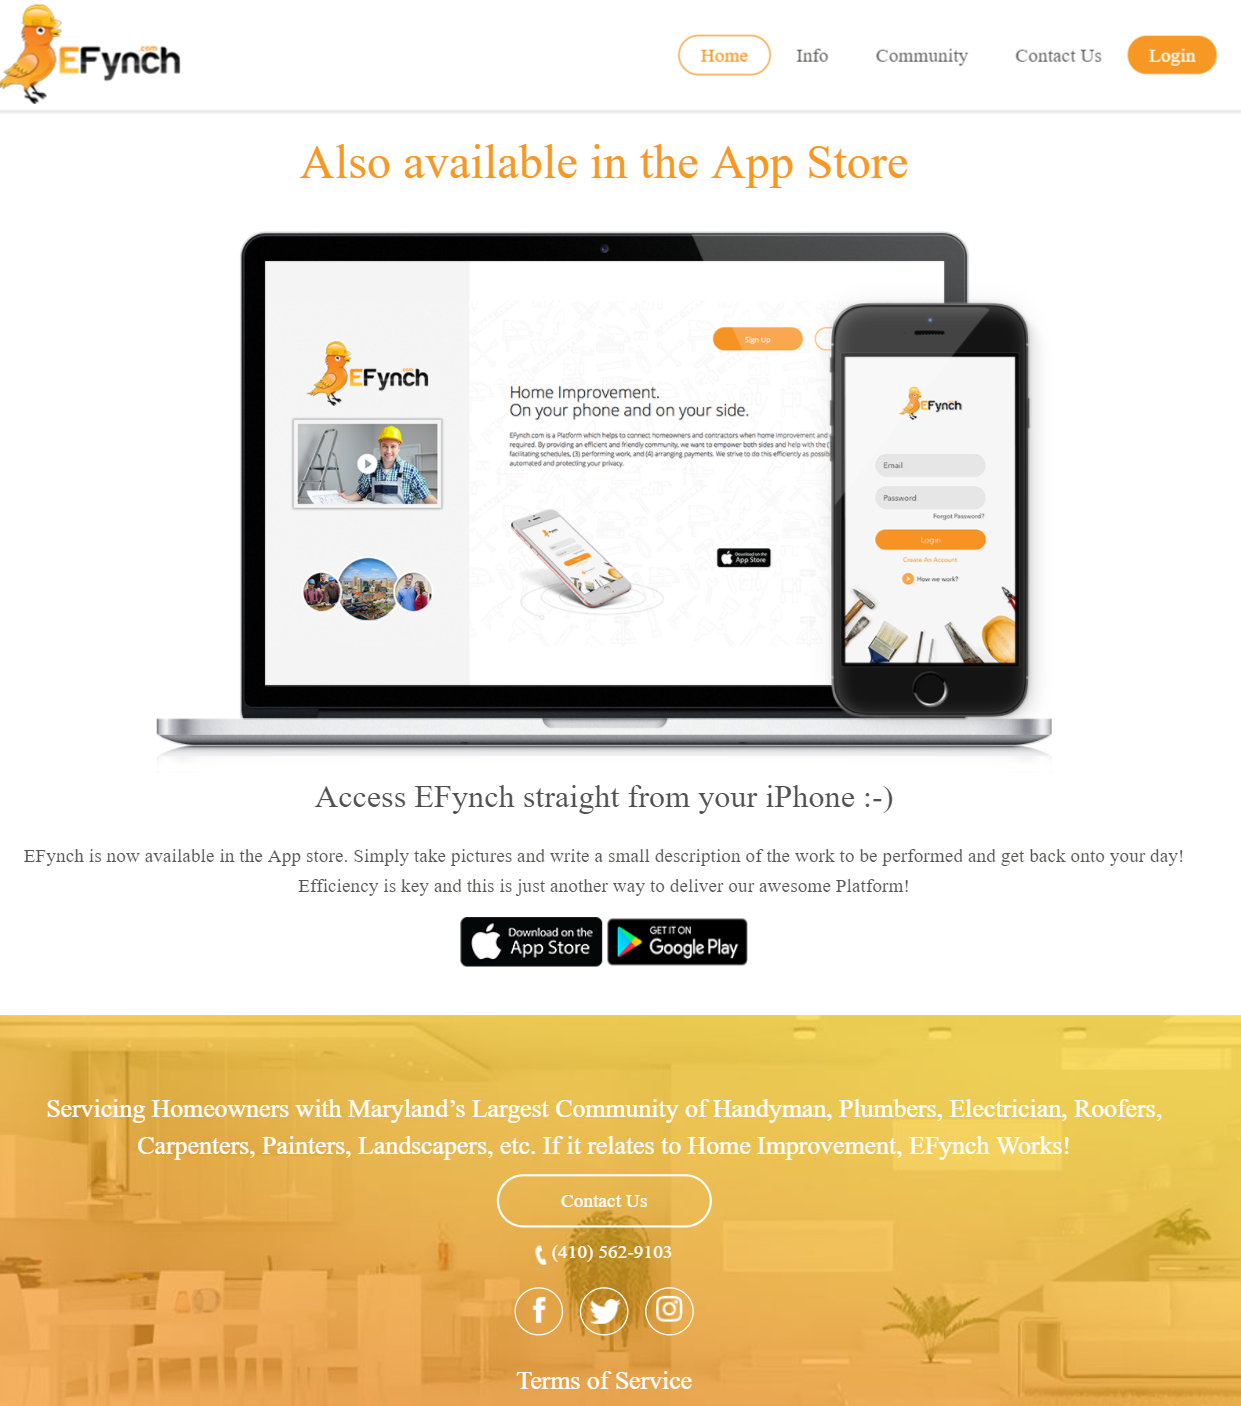 EFynch
.com
Home
Info
Community
Contact Us
Login
Also available in the App Store
EFynch
Sign Up
Home Improvement.
On your phone and on your side.
EFynch.com is a Platform which helps to connect homeowners and contractors when home improvement and
required. By providing an efficient and friendly community, we want to empower both sides and help with the (
facilitating schedules, (3) performing work, and (4) arranging payments. We strive to do this efficiently as possib
automated and protecting your privacy.
Download on the
App Store
EFynch
Email
Password
Forgot Password?
Login
Create An Account
How we work?
Access EFynch straight from your iPhone :-)
EFynch is now available in the App store. Simply take pictures and write a small description of the work to be performed and get back onto your day!
Efficiency is key and this is just another way to deliver our awesome Platform!
Download on the
App Store
GET IT ON
Google Play
Servicing Homeowners with Maryland’s Largest Community of Handyman, Plumbers, Electrician, Roofers,
Carpenters, Painters, Landscapers, etc. If it relates to Home Improvement, EFynch Works!
Contact Us
(410) 562-9103
Terms of Service